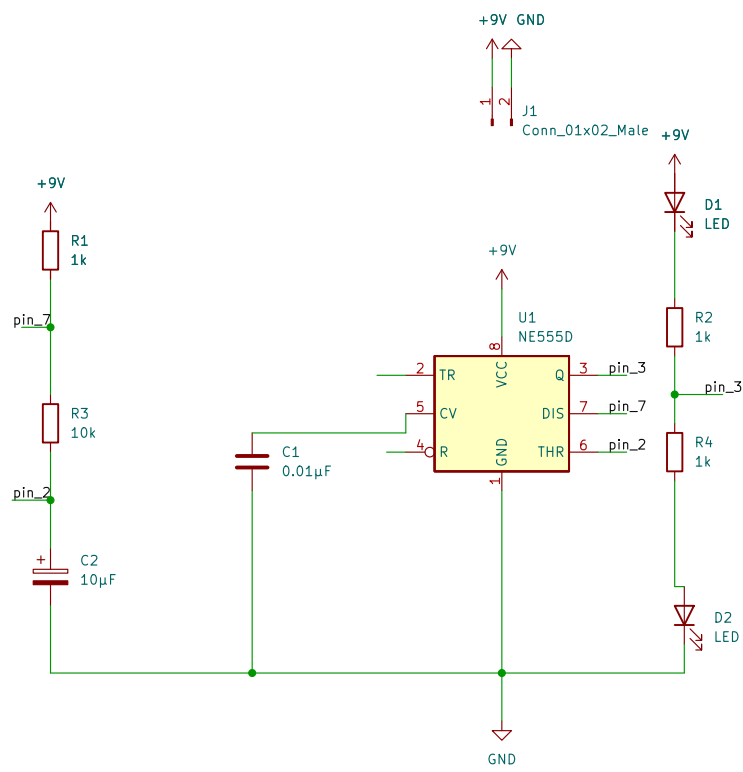 +9V GND
1
2
J1
Conn_01x02_Male
+9V
D1
LED
+9V
R1
1k
+9V
pin_7
U1
NE555D
R2
1k
8
VCC
2
TR
Q
3
pin_3
pin_3
R3
10k
5
CV
DIS
7
pin_7
C1
0.01µF
4
R
GND
THR
6
pin_2
R4
1k
1
pin_2
+
C2
10µF
D2
LED
GND